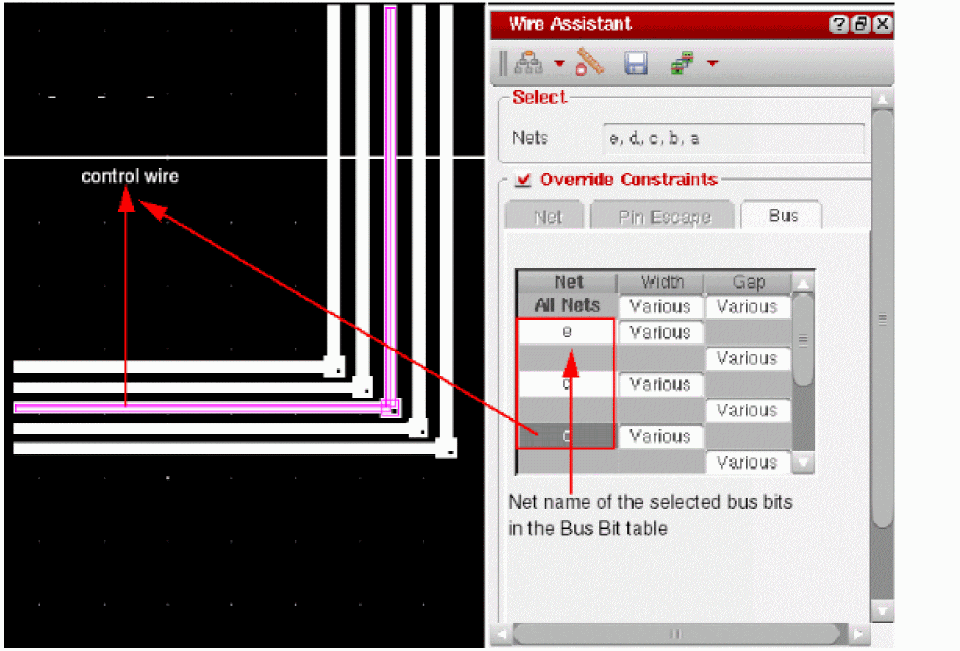 Wire Assistant
Select
Nets e, d, c, b, a
control wire
Override Constraints
Net Pin Escape Bus
Net Width Gap
All Nets Various Various
e Various
Various
Various
Various
Various
Various
Net name of the selected bus bits
in the Bus Bit table